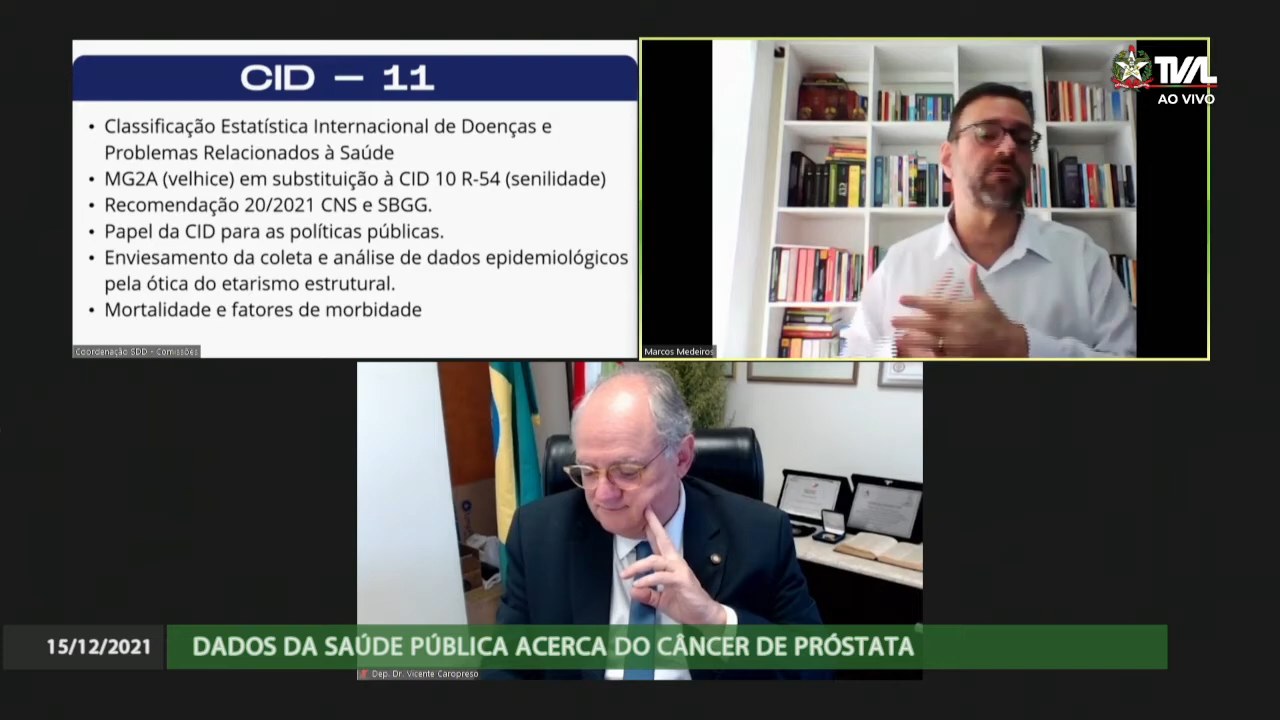 CID – 11
• Classificação Estatística Internacional de Doenças e
Problemas Relacionados à Saúde
• MG2A (velhice) em substituição à CID 10 R-54 (senilidade)
• Recomendação 20/2021 CNS e SBGG.
• Papel da CID para as políticas públicas.
• Enviesamento da coleta e análise de dados epidemiológicos
pela ótica do etarismo estrutural.
• Mortalidade e fatores de morbidade
Coordenação SDD - Comissões
TVAL
AO VIVO
Marcos Medeiros
15/12/2021
DADOS DA SAÚDE PÚBLICA ACERCA DO CÂNCER DE PRÓSTATA
Dep. Dr. Vicente Caropreso